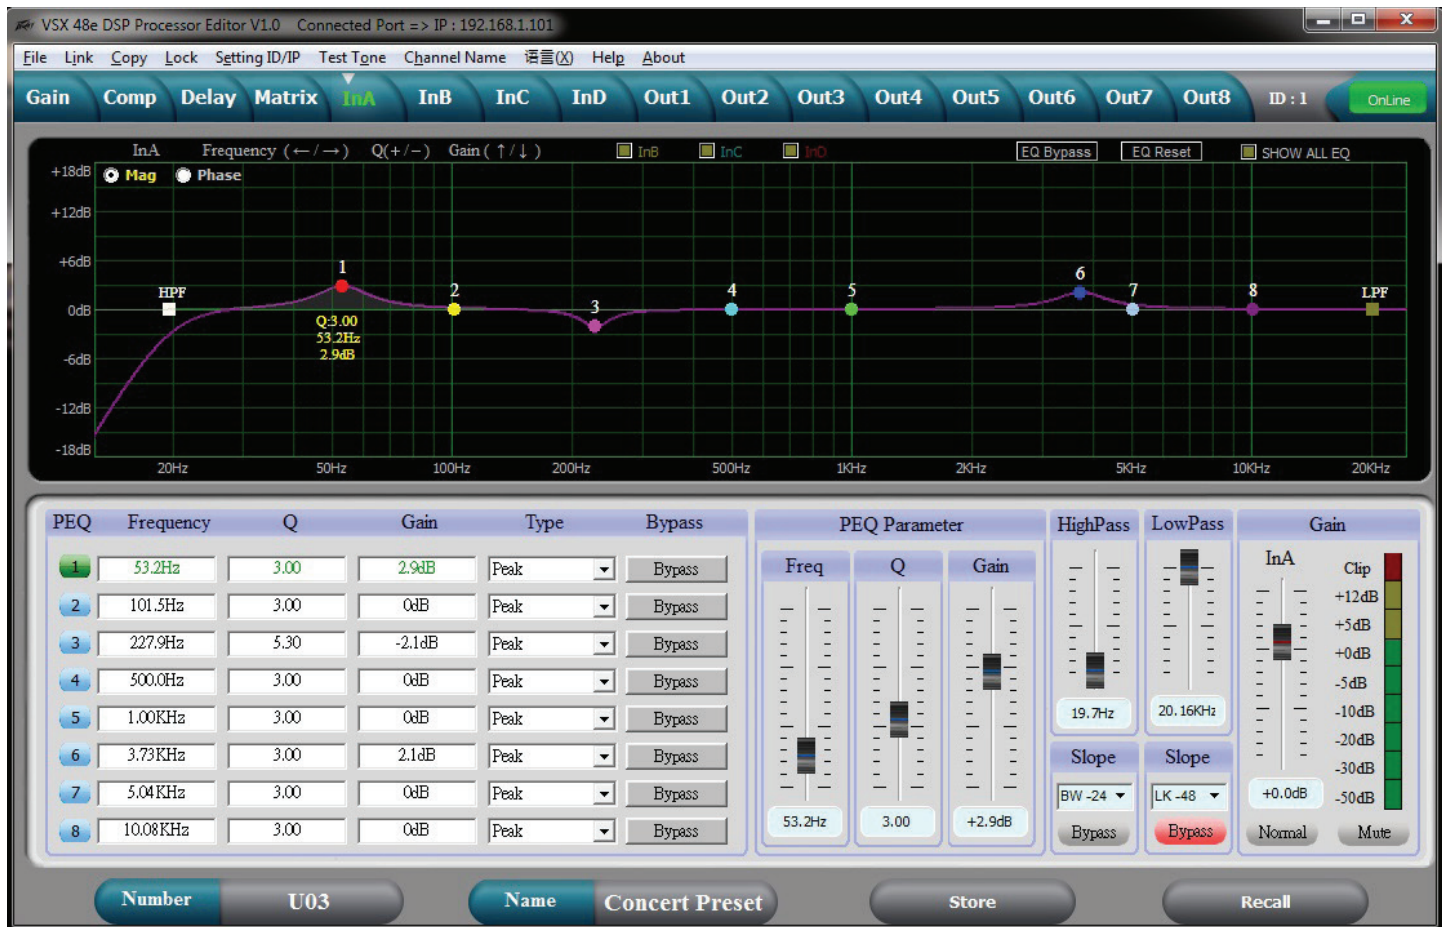 VSX 48e DSP Processor Editor V1.0 Connected Port => IP : 192.168.1.101
File Link Copy Lock Setting ID/IP Test Tone Channel Name 语言(X) Help About
Gain Comp Delay Matrix InA InB InC InD Out1 Out2 Out3 Out4 Out5 Out6 Out7 Out8 ID : 1 OnLine
InA Frequency (←/→) Q(+/−) Gain (↑/↓) InB InC InD EQ Bypass EQ Reset SHOW ALL EQ
+18dB Mag Phase
+12dB
+6dB
0dB
-6dB
-12dB
-18dB
HPF 1 2 3 4 5 6 7 8 LPF
Q:3.00
53.2Hz
2.9dB
20Hz 50Hz 100Hz 200Hz 500Hz 1KHz 2KHz 5KHz 10KHz 20KHz
PEQ Frequency Q Gain Type Bypass
1 53.2Hz 3.00 2.9dB Peak Bypass
2 101.5Hz 3.00 0dB Peak Bypass
3 227.9Hz 5.30 -2.1dB Peak Bypass
4 500.0Hz 3.00 0dB Peak Bypass
5 1.00KHz 3.00 0dB Peak Bypass
6 3.73KHz 3.00 2.1dB Peak Bypass
7 5.04KHz 3.00 0dB Peak Bypass
8 10.08KHz 3.00 0dB Peak Bypass
PEQ Parameter
Freq Q Gain
53.2Hz 3.00 +2.9dB
HighPass LowPass
19.7Hz 20.16KHz
Slope Slope
BW -24 LK -48
Bypass Bypass
Gain
InA
Clip
+12dB
+5dB
+0dB
-5dB
-10dB
-20dB
-30dB
-50dB
+0.0dB
Normal Mute
Number U03 Name Concert Preset Store Recall